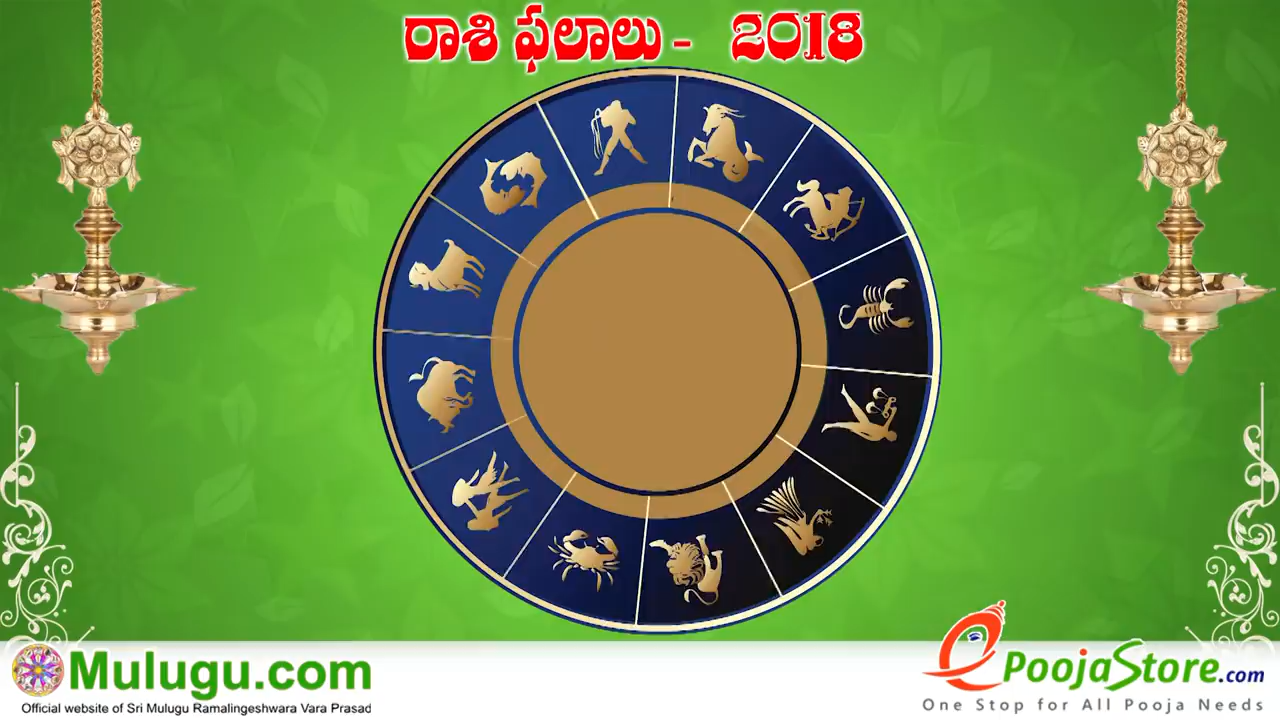 రాశి ఫలాలు - 2018
Mulugu.com
Official website of Sri Mulugu Ramalingeshwara Vara Prasad
ePoojaStore.com
One Stop for All Pooja Needs